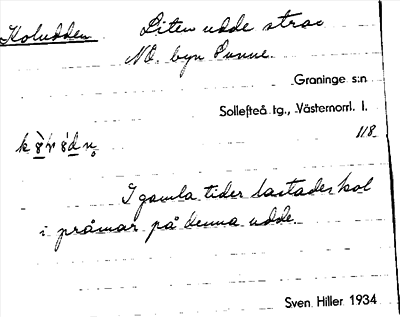 Koludden Liten udde strax
NO. byn Sunne.
Graninge s:n
Sollefteå tg., Västernorrl. l.
118
I gamla tider lastades kol
i pråmar på denna udde.
Sven Hiller 1934